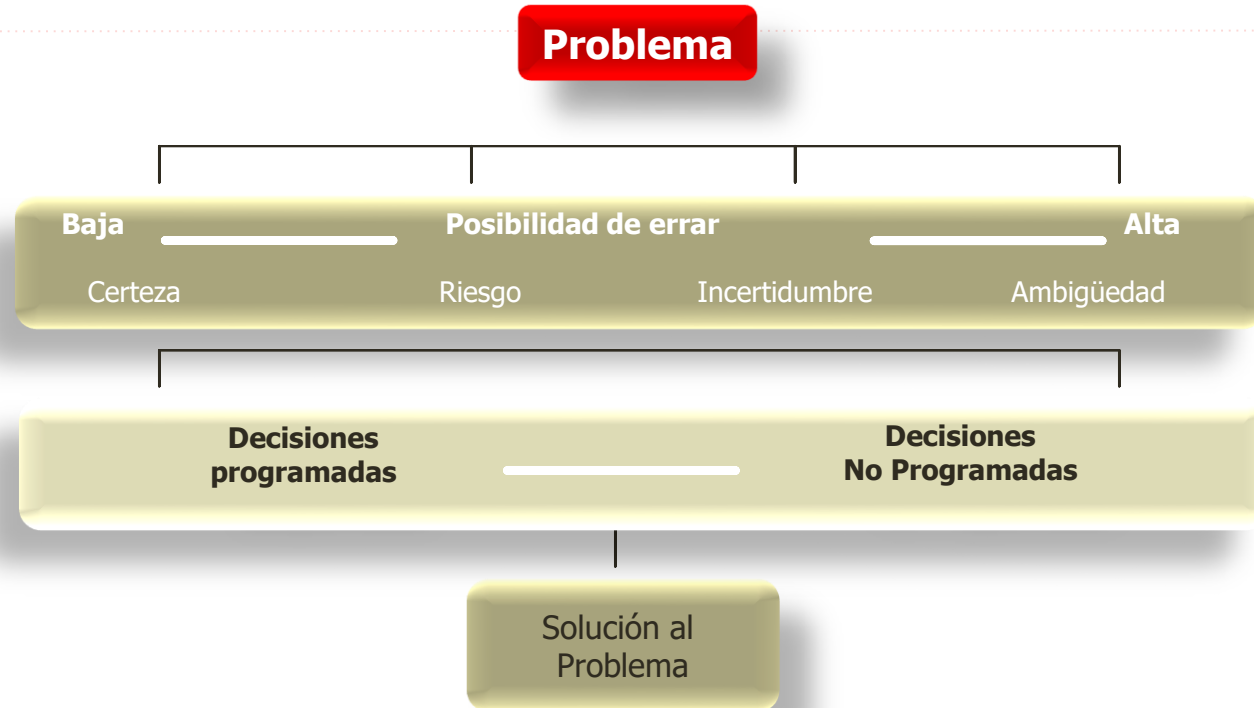 Problema
Baja Posibilidad de errar Alta
Certeza Riesgo Incertidumbre Ambigüedad
Decisiones
programadas
Decisiones
No Programadas
Solución al
Problema